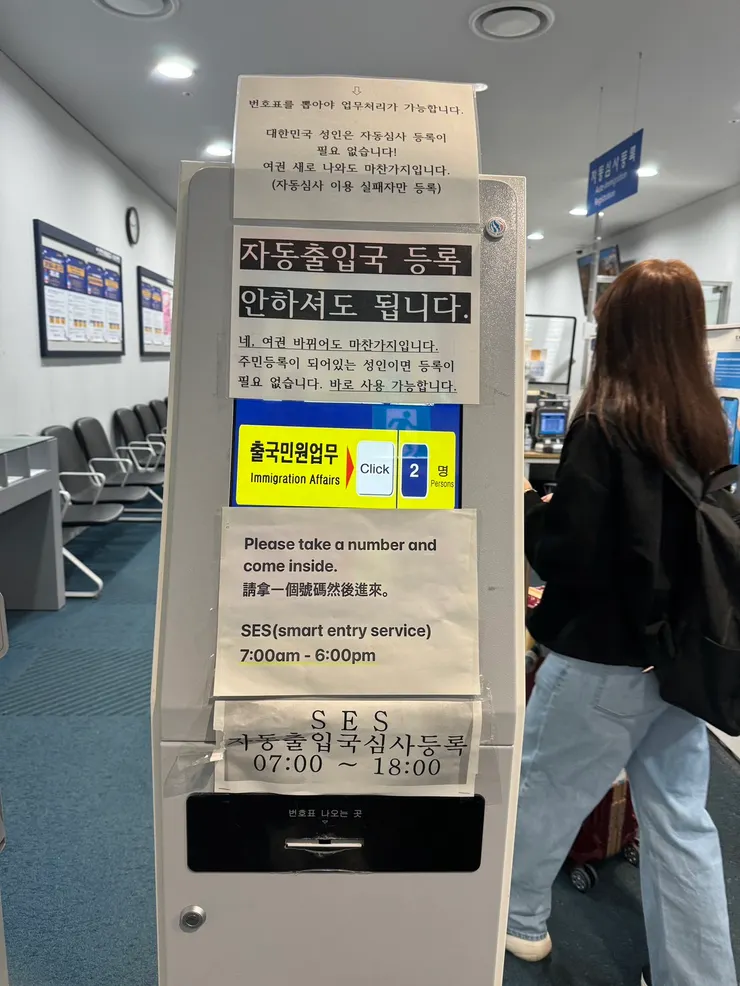 번호표를 뽑아야 업무처리가 가능합니다.
대한민국 성인은 자동심사 등록이
필요 없습니다!
여권 새로 나와도 마찬가지입니다.
(자동심사 이용 실패자만 등록)
자동출입국 등록
안하셔도 됩니다.
네, 여권 바뀌어도 마찬가지입니다.
주민등록이 되어있는 성인이면 등록이
필요 없습니다. 바로 사용 가능합니다.
출국민원업무
Immigration Affairs
Click
2
명
Persons
Please take a number and
come inside.
請拿一個號碼然後進來。
SES(smart entry service)
7:00am - 6:00pm
SES
자동출입국심사등록
07:00 ~ 18:00
번호표 나오는 곳
자동심사등록
Auto Immigration
Registration